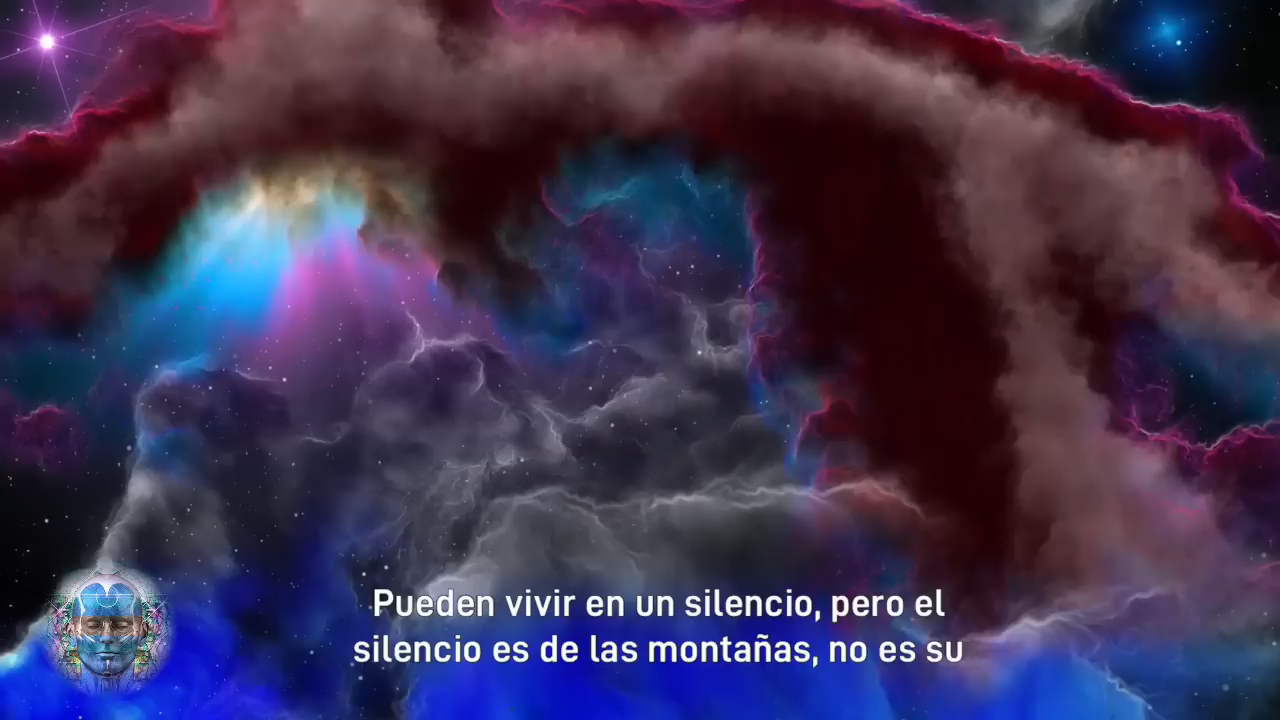 Pueden vivir en un silencio, pero el
silencio es de las montañas, no es su